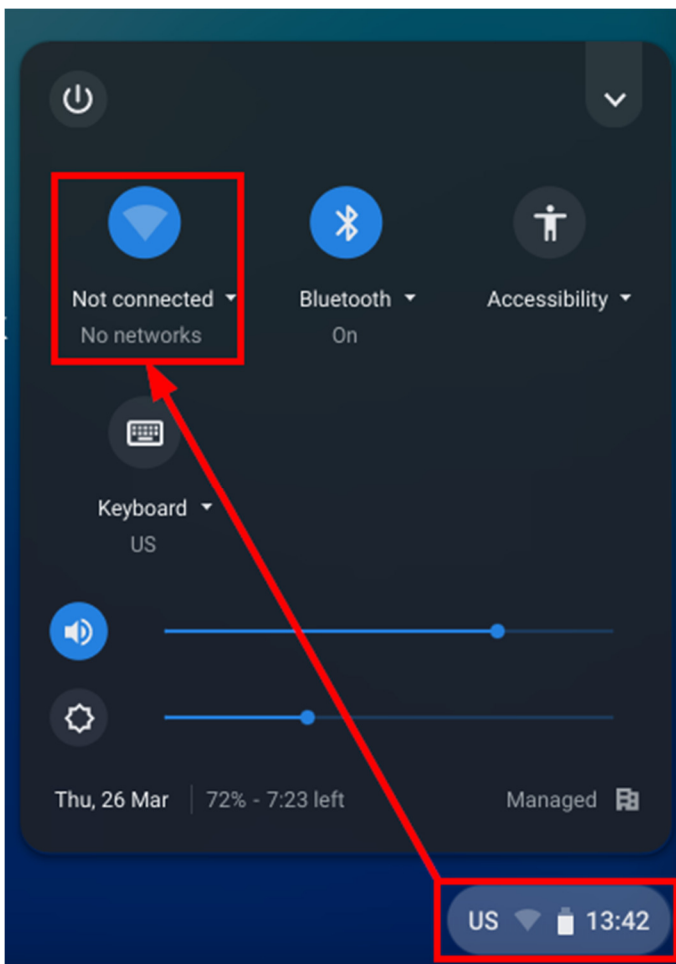 Not connected
Bluetooth
Accessibility
No networks
On
Keyboard
US
Thu, 26 Mar
72% - 7:23 left
Managed
US
13:42